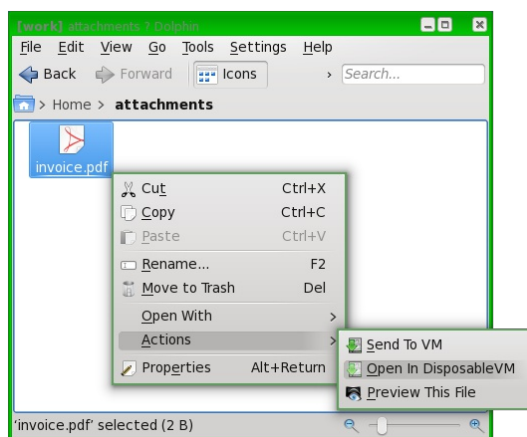 [work] attachments ? Dolphin
File Edit View Go Tools Settings Help
Back Forward Icons > Search...
> Home > attachments
invoice.pdf
Cut Ctrl+X
Copy Ctrl+C
Paste Ctrl+V
Rename... F2
Move to Trash Del
Open With >
Actions >
Properties Alt+Return
Send To VM
Open In DisposableVM
Preview This File
'invoice.pdf' selected (2 B)